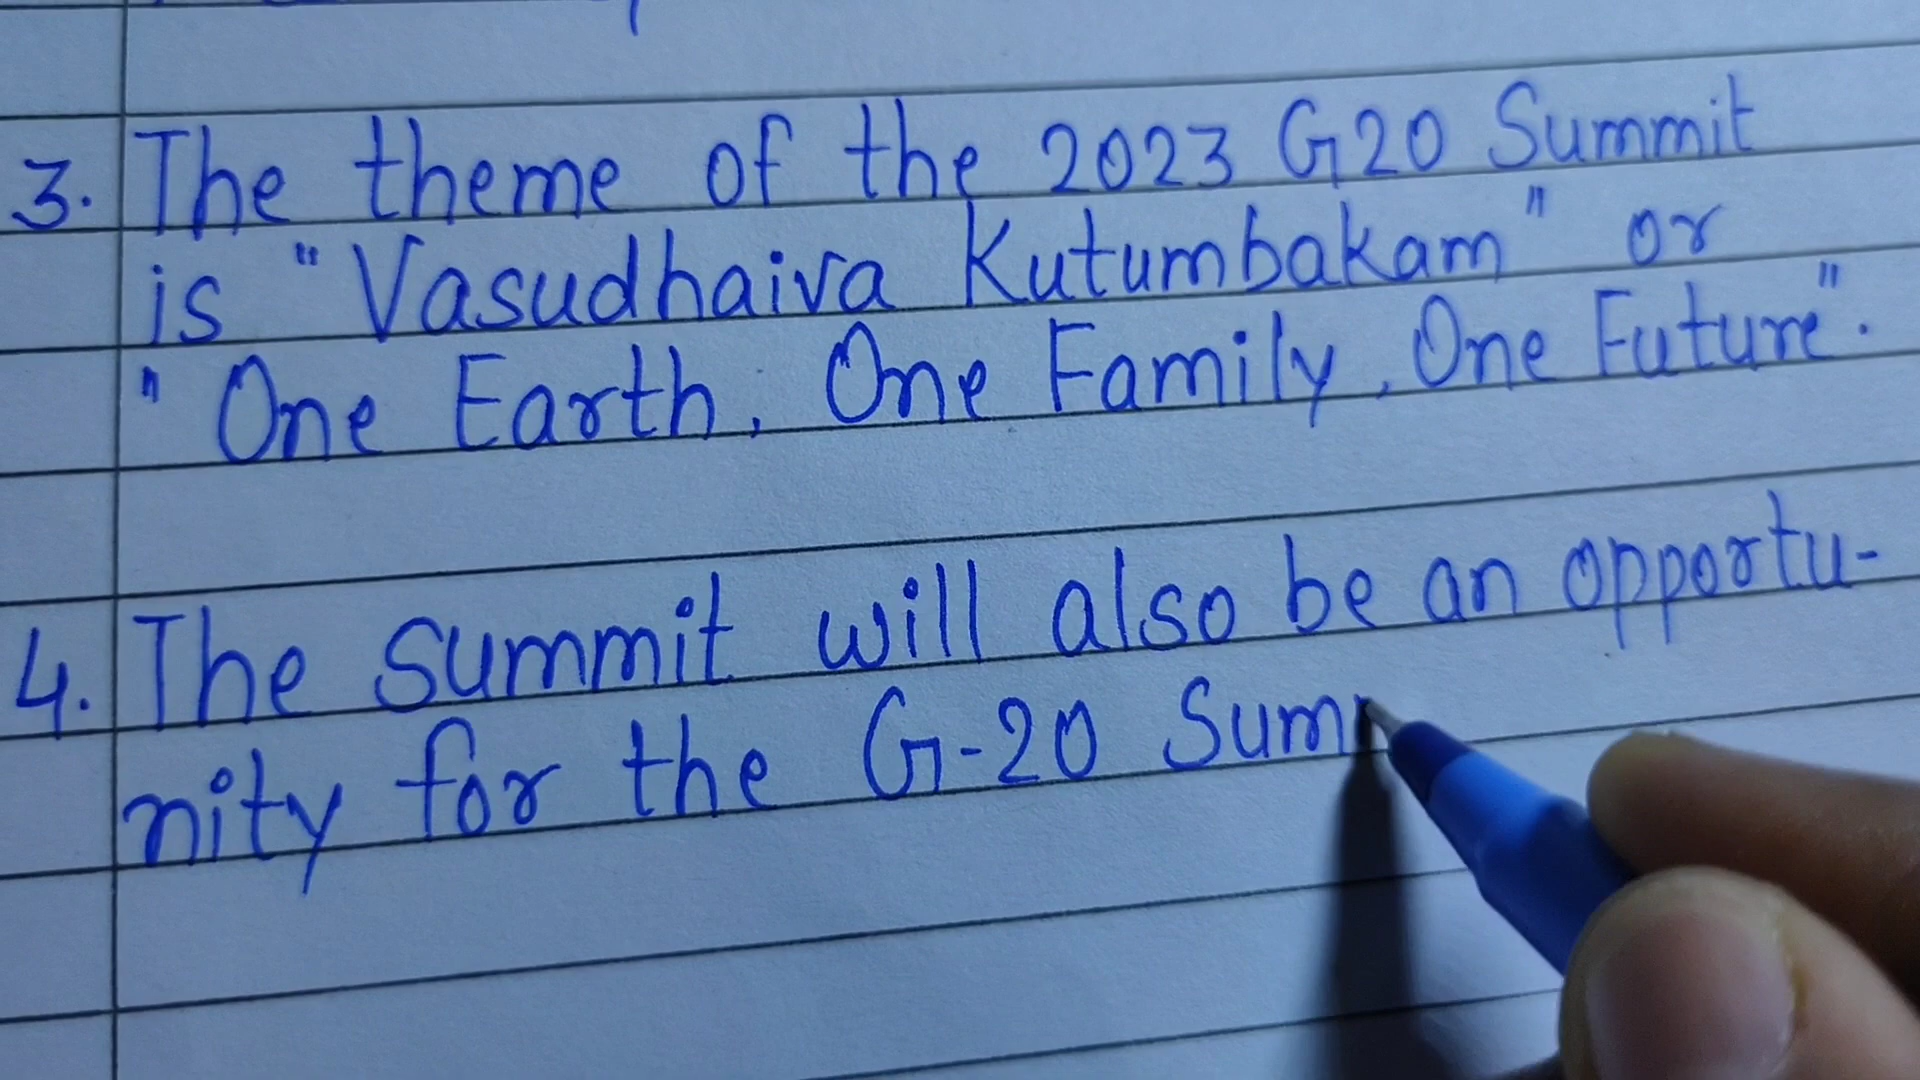 3. The theme of the 2023 G20 Summit
is "Vasudhaiva Kutumbakam" or
"One Earth, One Family, One Future".
4. The summit will also be an opportu-
nity for the G-20 Summ